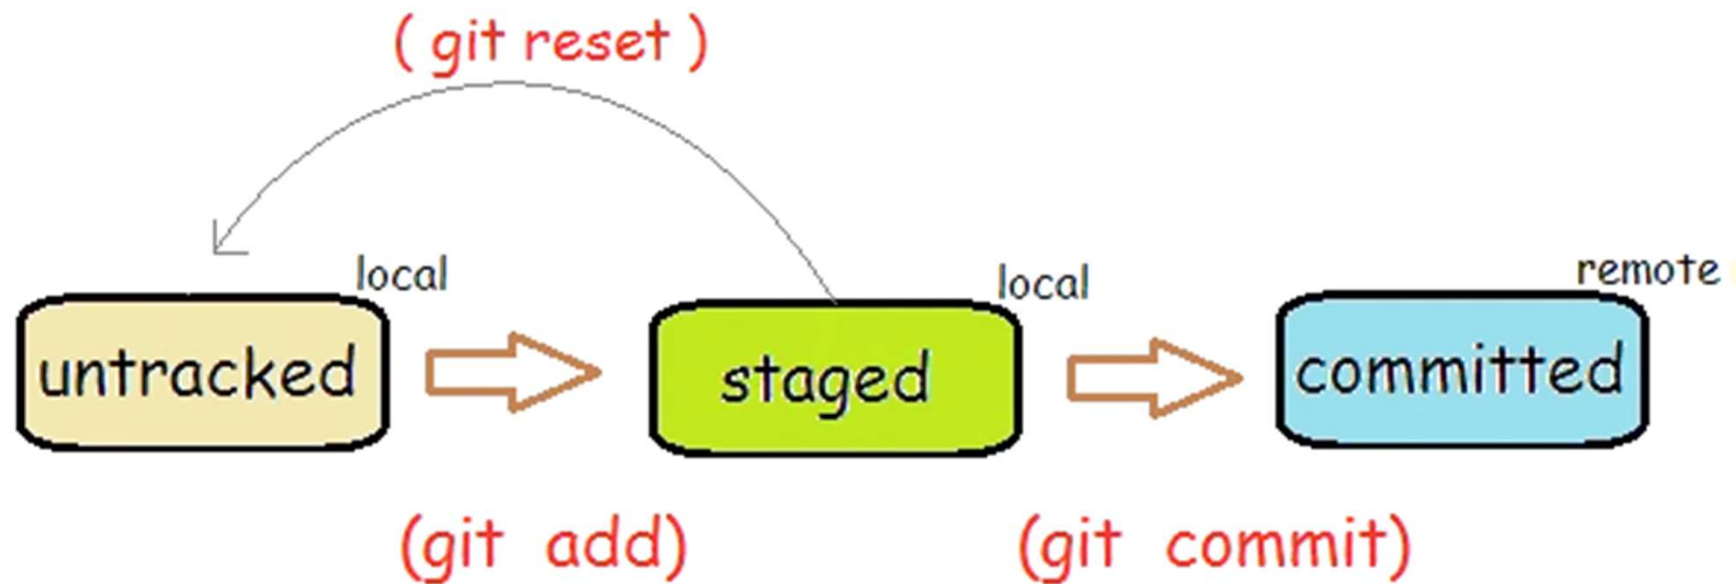 ( git reset )
local
local
remote
untracked
staged
committed
(git add)
(git commit)